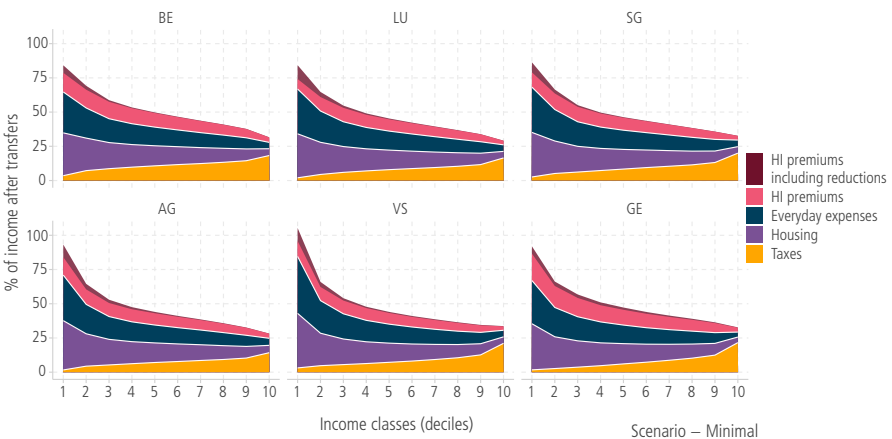 BE
LU
SG
100
75
50
25
0
AG
VS
GE
100
75
50
25
0
% of income after transfers
1 2 3 4 5 6 7 8 9 10
1 2 3 4 5 6 7 8 9 10
1 2 3 4 5 6 7 8 9 10
Income classes (deciles)
HI premiums
including reductions
HI premiums
Everyday expenses
Housing
Taxes
Scenario – Minimal